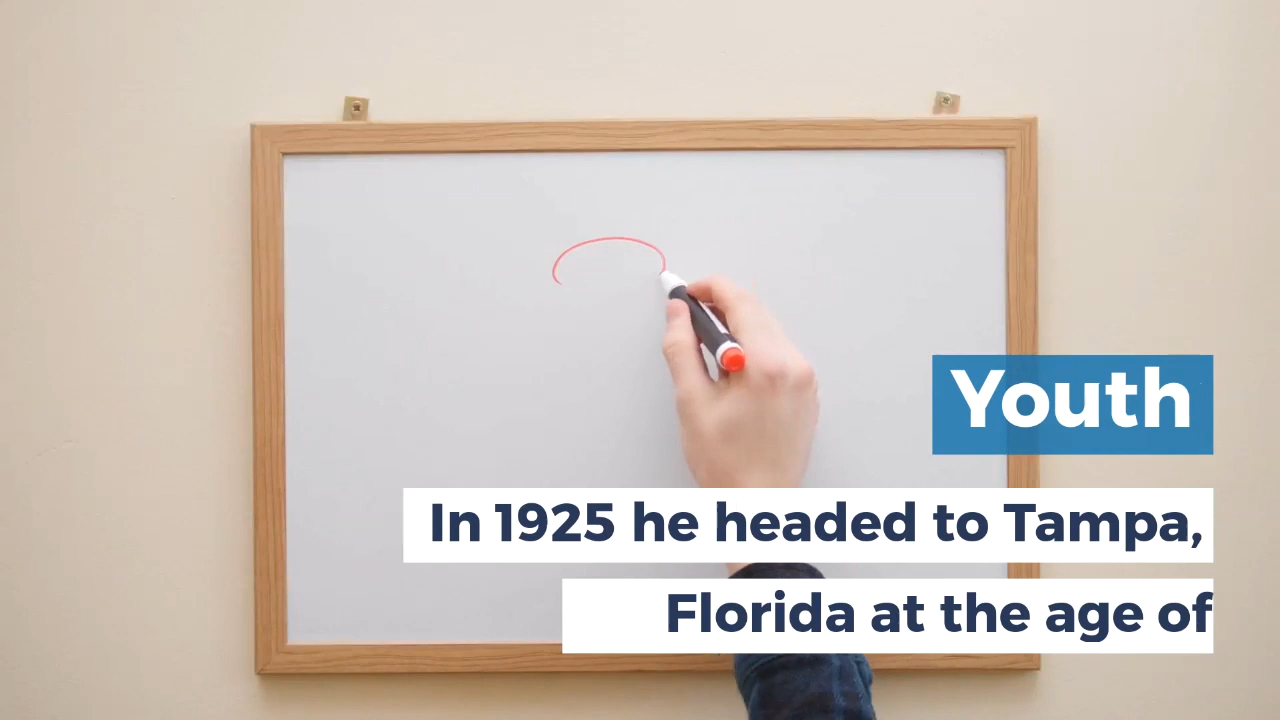 Youth
In 1925 he headed to Tampa,
Florida at the age of